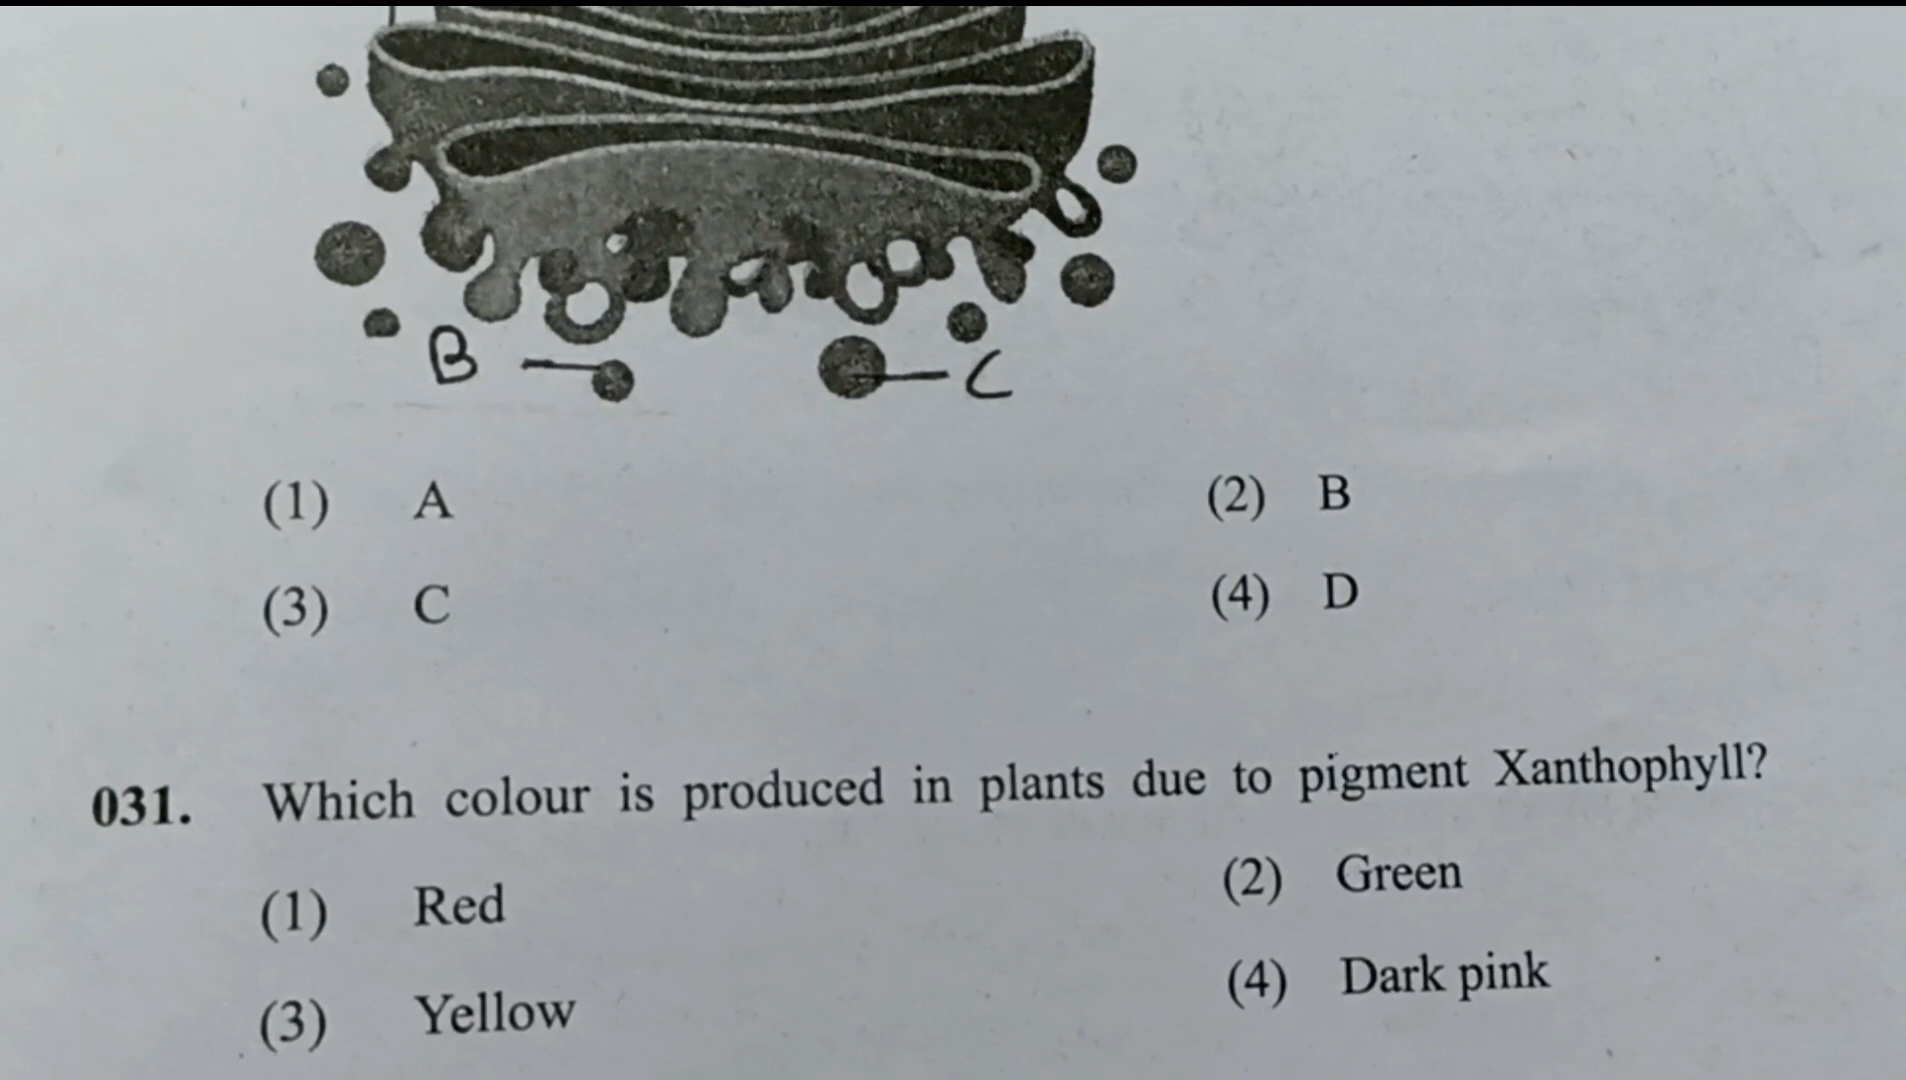 B
C
(1) A (2) B
(3) C (4) D
031. Which colour is produced in plants due to pigment Xanthophyll?
(1) Red (2) Green
(3) Yellow (4) Dark pink